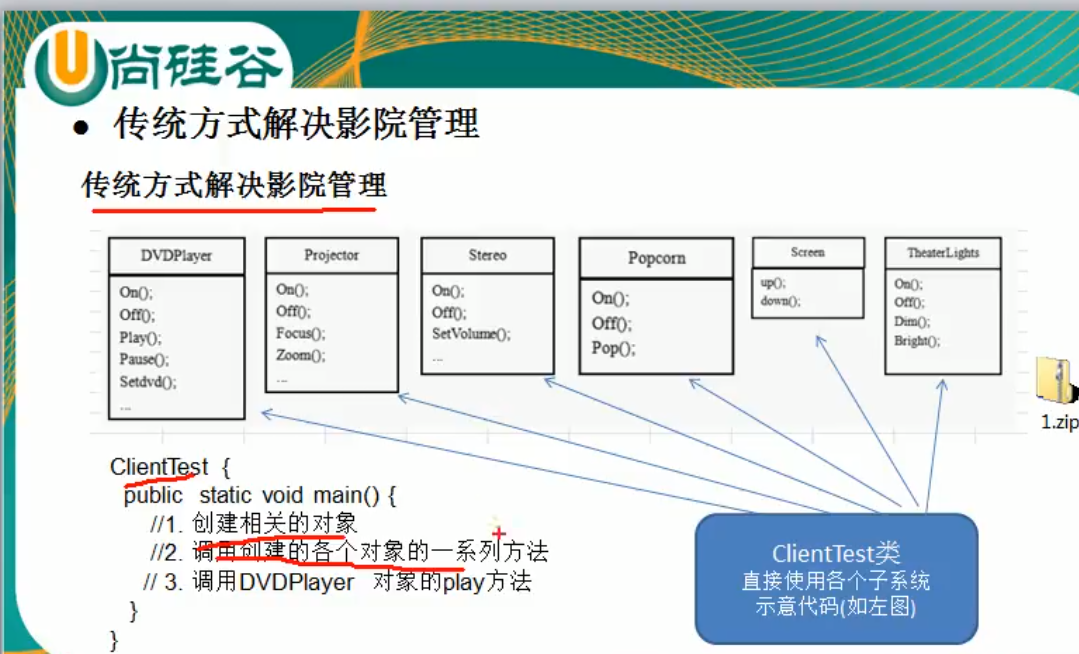 尚硅谷
● 传统方式解决影院管理
传统方式解决影院管理
DVDPlayer
On();
Off();
Play();
Pause();
Setdvd();
...
Projector
On();
Off();
Focus();
Zoom();
...
Stereo
On();
Off();
SetVolume();
...
Popcorn
On();
Off();
Pop();
Screen
up();
down();
TheaterLights
On();
Off();
Dim();
Bright();
1.zip
ClientTest {
public static void main() {
//1. 创建相关的对象
//2. 调用创建的各个对象的一系列方法
// 3. 调用DVDPlayer 对象的play方法
}
}
ClientTest类
直接使用各个子系统
示意代码(如左图)